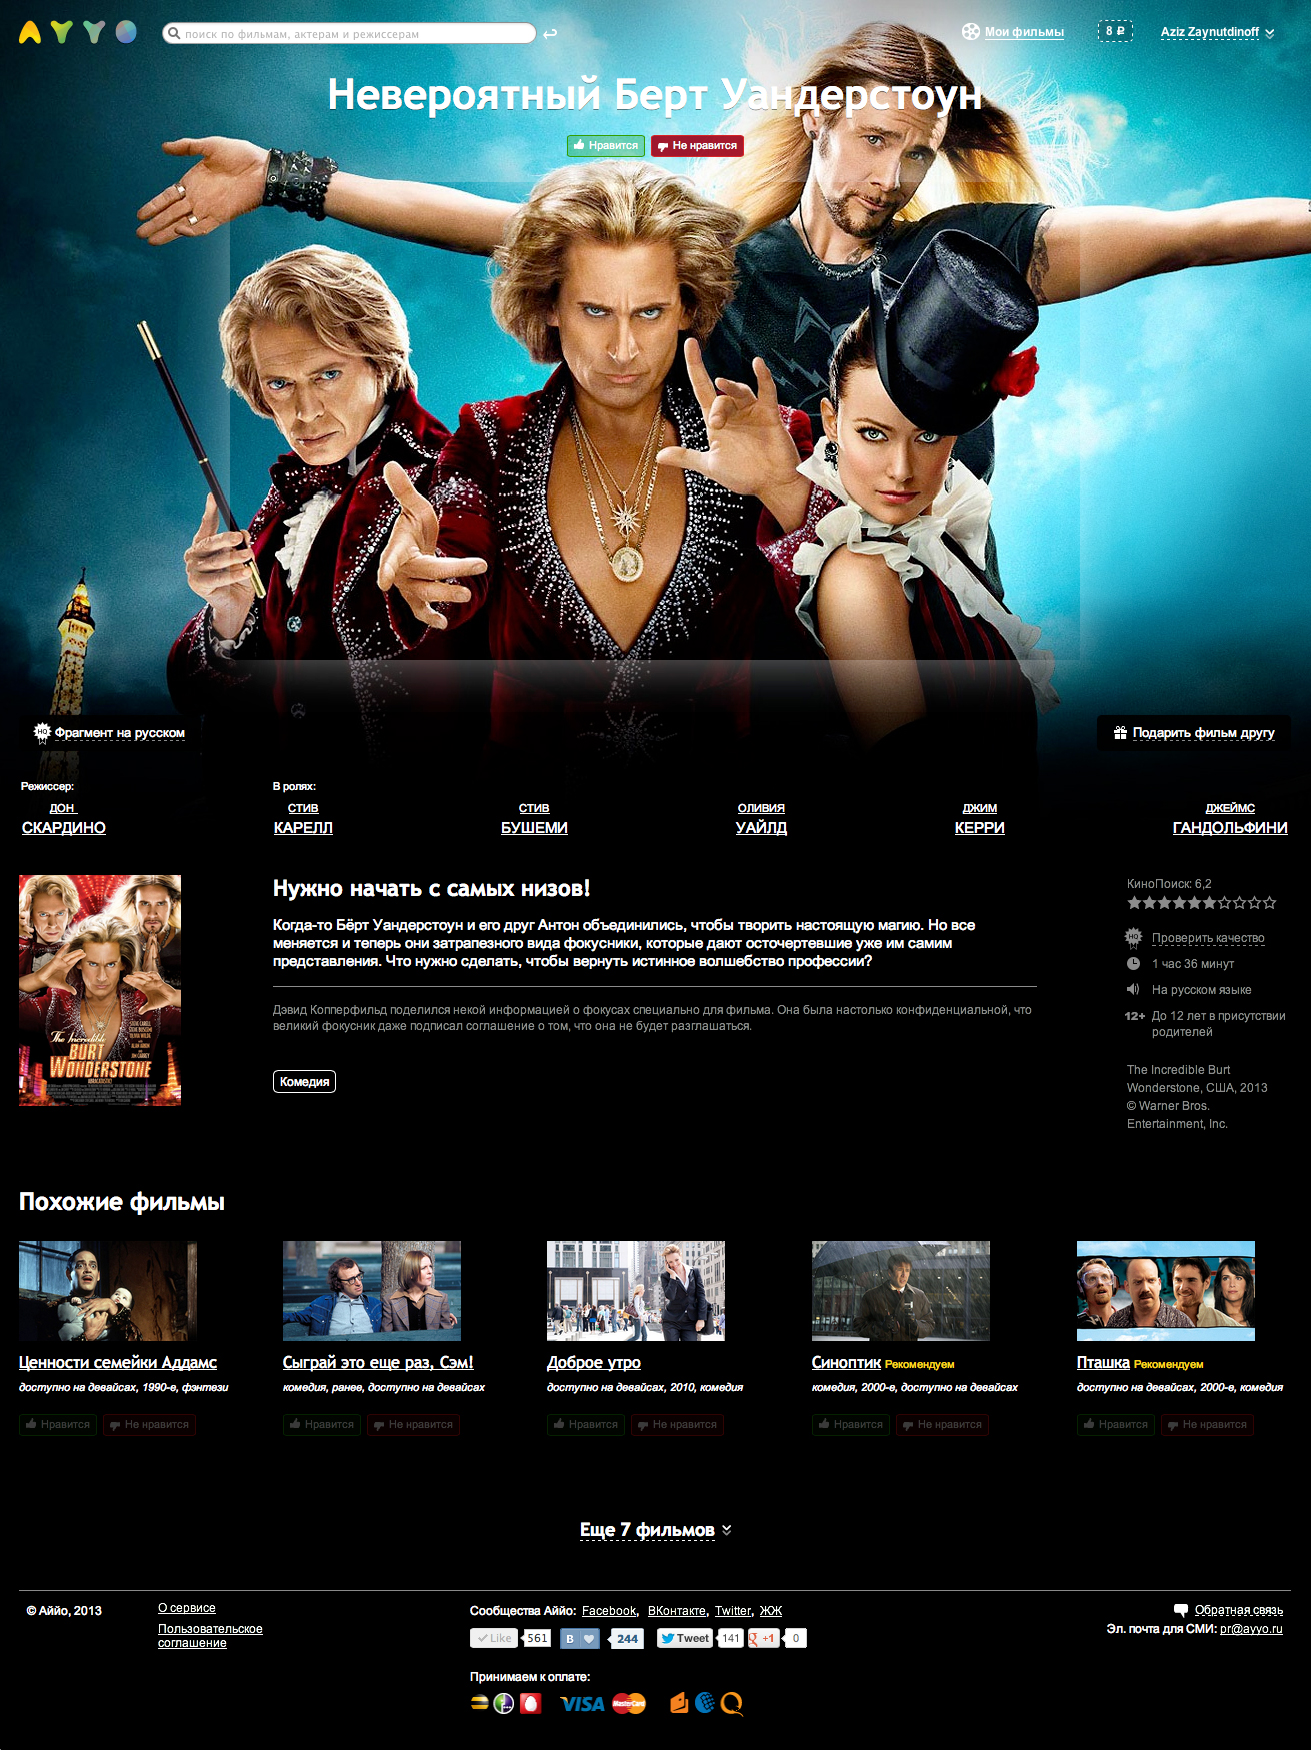 AYYO
поиск по фильмам, актерам и режиссерам
Мои фильмы
8 ₽
Aziz Zaynutdinoff
Невероятный Берт Уандерстоун
Нравится
Не нравится
HQ
Фрагмент на русском
Подарить фильм другу
Режиссер:
В ролях:
ДОН
СКАРДИНО
СТИВ
КАРЕЛЛ
СТИВ
БУШЕМИ
ОЛИВИЯ
УАЙЛД
ДЖИМ
КЕРРИ
ДЖЕЙМС
ГАНДОЛЬФИНИ
The Incredible
BURT
WONDERSTONE
Нужно начать с самых низов!
Когда-то Бёрт Уандерстоун и его друг Антон объединились, чтобы творить настоящую магию. Но все
меняется и теперь они затрапезного вида фокусники, которые дают осточертевшие уже им самим
представления. Что нужно сделать, чтобы вернуть истинное волшебство профессии?
Дэвид Копперфильд поделился некой информацией о фокусах специально для фильма. Она была настолько конфиденциальной, что
великий фокусник даже подписал соглашение о том, что она не будет разглашаться.
Комедия
КиноПоиск: 6,2
HQ
Проверить качество
1 час 36 минут
На русском языке
12+ До 12 лет в присутствии
родителей
The Incredible Burt
Wonderstone, США, 2013
© Warner Bros.
Entertainment, Inc.
Похожие фильмы
Ценности семейки Аддамс
доступно на девайсах, 1990-е, фэнтези
Нравится
Не нравится
Сыграй это еще раз, Сэм!
комедия, ранее, доступно на девайсах
Нравится
Не нравится
Доброе утро
доступно на девайсах, 2010, комедия
Нравится
Не нравится
Синоптик Рекомендуем
комедия, 2000-е, доступно на девайсах
Нравится
Не нравится
Пташка Рекомендуем
доступно на девайсах, 2000-е, комедия
Нравится
Не нравится
Еще 7 фильмов
© Аййо, 2013
О сервисе
Пользовательское
соглашение
Сообщества Аййо: Facebook, ВКонтакте, Twitter, ЖЖ
Like 561
В 244
Tweet 141
g +1 0
Принимаем к оплате:
VISA
MasterCard
Обратная связь
Эл. почта для СМИ: pr@ayyo.ru